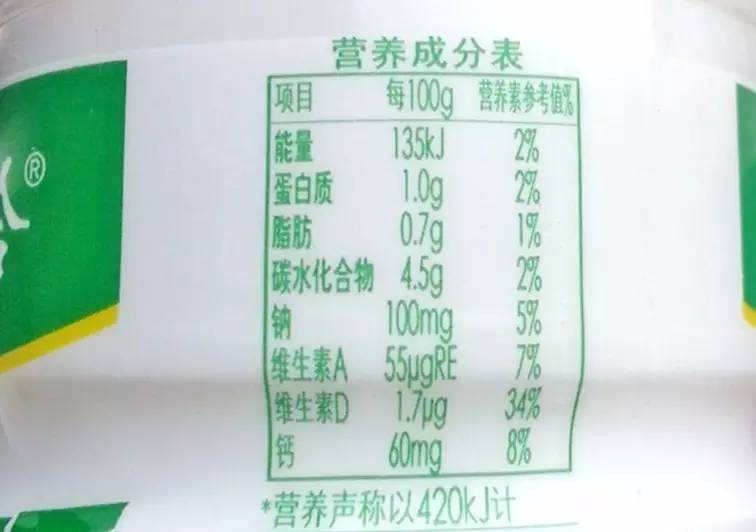 营养成分表
项目 每100g 营养素参考值%
能量 135kJ 2%
蛋白质 1.0g 2%
脂肪 0.7g 1%
碳水化合物 4.5g 2%
钠 100mg 5%
维生素A 55μgRE 7%
维生素D 1.7μg 34%
钙 60mg 8%
*营养声称以420kJ计
®